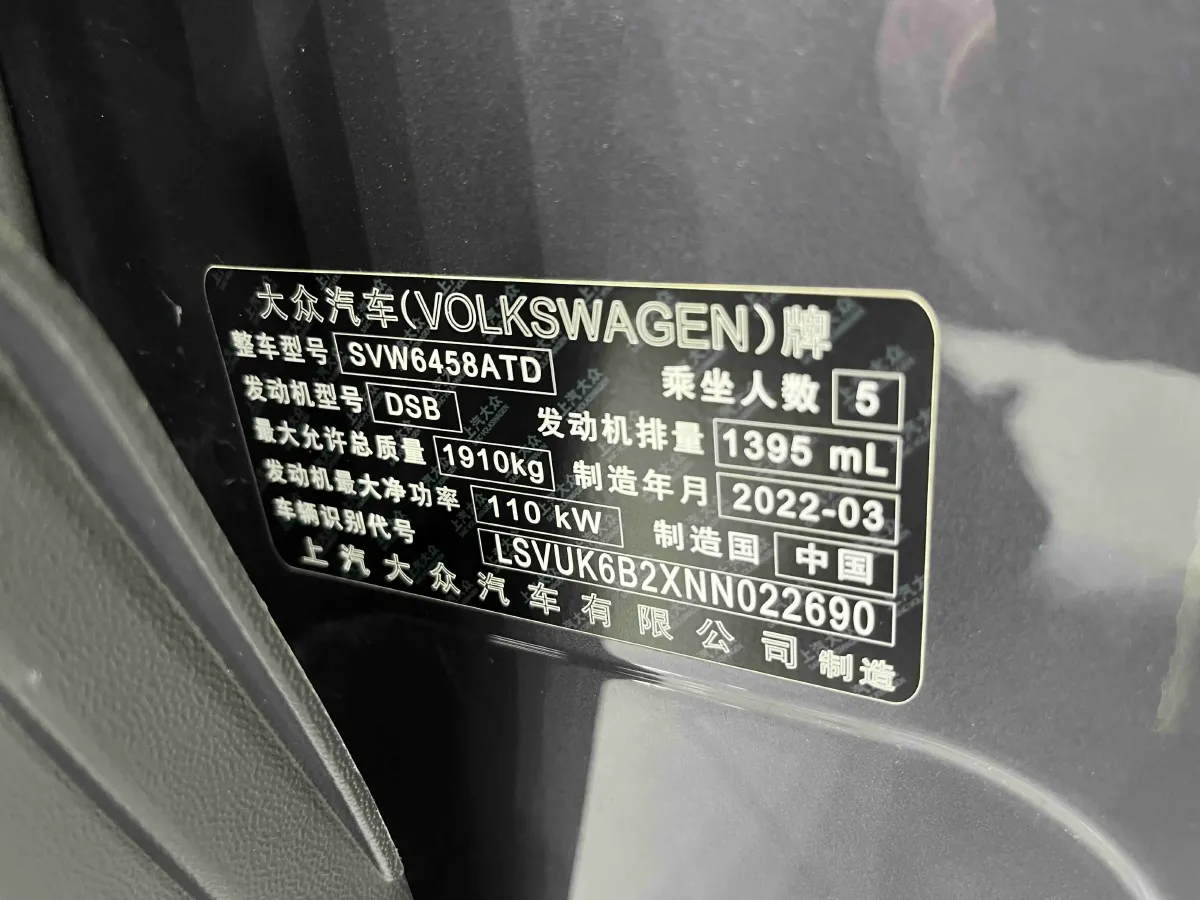 大众汽车(VOLKSWAGEN)牌
整车型号 SVW6458ATD 乘坐人数 5
发动机型号 DSB 发动机排量 1395 mL
最大允许总质量 1910kg 制造年月 2022-03
发动机最大净功率 110 kW 制造国 中国
车辆识别代号 LSVUK6B2XNN022690
上汽大众汽车有限公司 制造